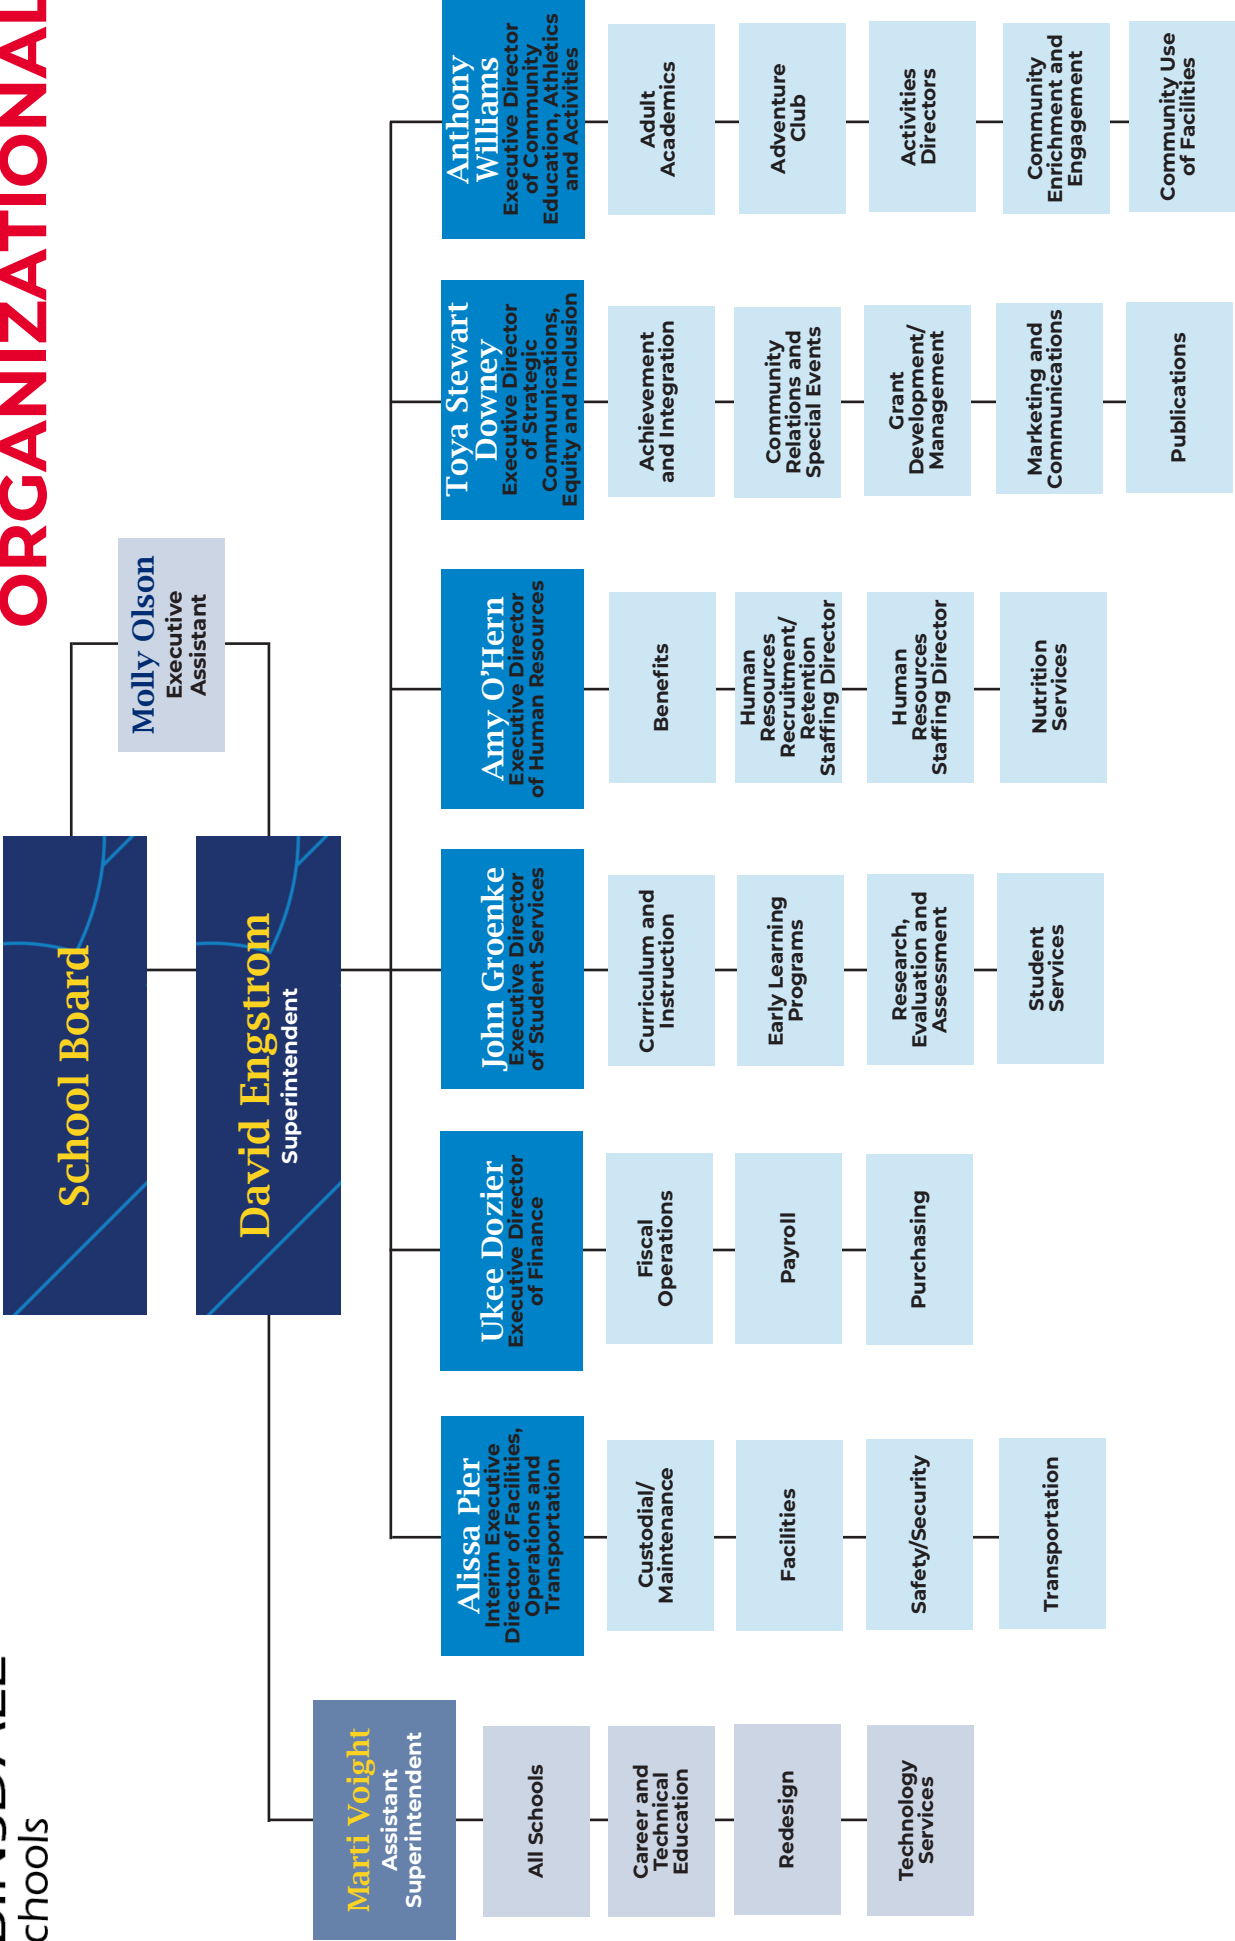 chools
ORGANIZATIONAL
School Board
Molly Olson
Executive
Assistant
David Engstrom
Superintendent
Marti Voight
Assistant
Superintendent
All Schools
Career and
Technical
Education
Redesign
Technology
Services
Alissa Pier
Interim Executive
Director of Facilities,
Operations and
Transportation
Custodial/
Maintenance
Facilities
Safety/Security
Transportation
Ukee Dozier
Executive Director
of Finance
Fiscal
Operations
Payroll
Purchasing
John Groenke
Executive Director
of Student Services
Curriculum and
Instruction
Early Learning
Programs
Research,
Evaluation and
Assessment
Student
Services
Amy O’Hern
Executive Director
of Human Resources
Benefits
Human
Resources
Recruitment/
Retention
Staffing Director
Human
Resources
Staffing Director
Nutrition
Services
Toya Stewart
Downey
Executive Director
of Strategic
Communications,
Equity and Inclusion
Achievement
and Integration
Community
Relations and
Special Events
Grant
Development/
Management
Marketing and
Communications
Publications
Anthony
Williams
Executive Director
of Community
Education, Athletics
and Activities
Adult
Academics
Adventure
Club
Activities
Directors
Community
Enrichment and
Engagement
Community Use
of Facilities